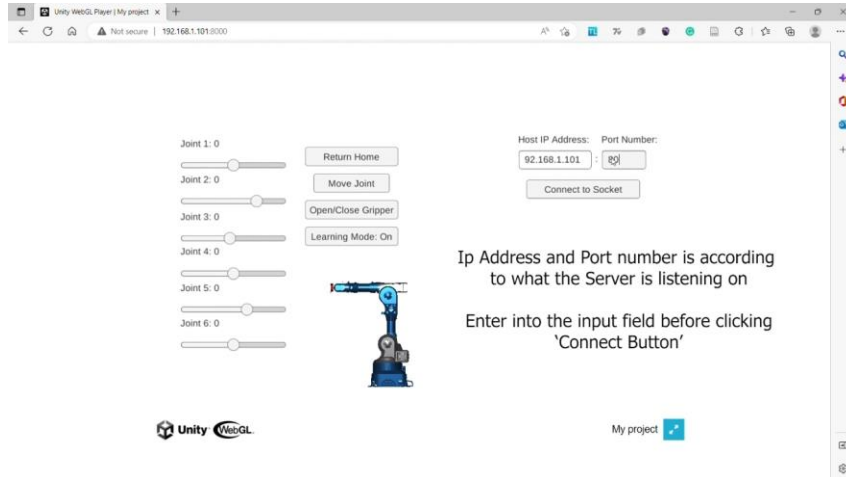 Unity WebGL Player | My project
Not secure | 192.168.1.101:8000
Joint 1: 0
Joint 2: 0
Joint 3: 0
Joint 4: 0
Joint 5: 0
Joint 6: 0
Return Home
Move Joint
Open/Close Gripper
Learning Mode: On
Host IP Address: Port Number:
92.168.1.101 : 80
Connect to Socket
Ip Address and Port number is according
to what the Server is listening on
Enter into the input field before clicking
‘Connect Button’
Unity WebGL.
My project